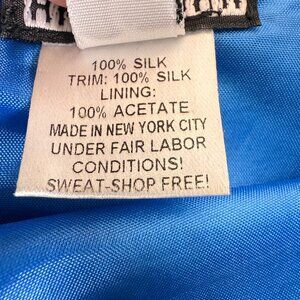 100% SILK
TRIM: 100% SILK
LINING:
100% ACETATE
MADE IN NEW YORK CITY
UNDER FAIR LABOR
CONDITIONS!
SWEAT-SHOP FREE!